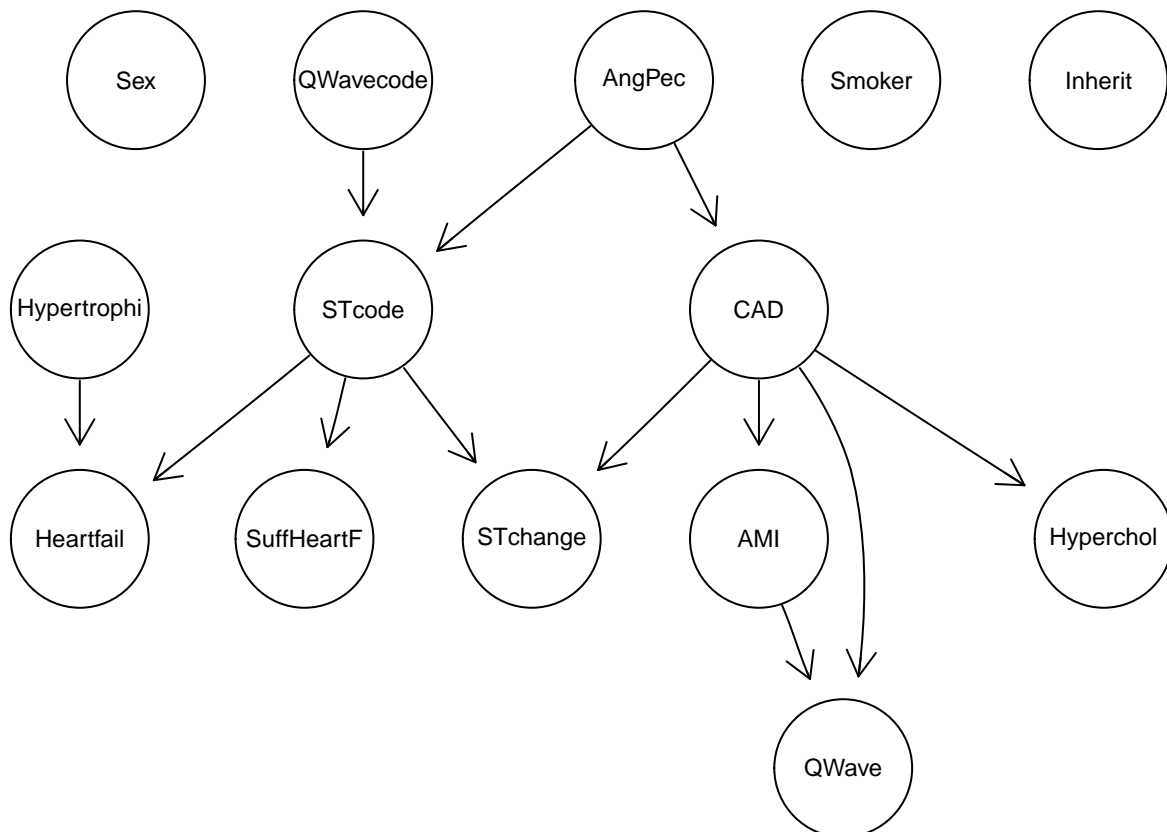 Sex
QWavecode
AngPec
Smoker
Inherit
Hypertrophi
STcode
CAD
Heartfail
SuffHeartF
STchange
AMI
Hyperchol
QWave